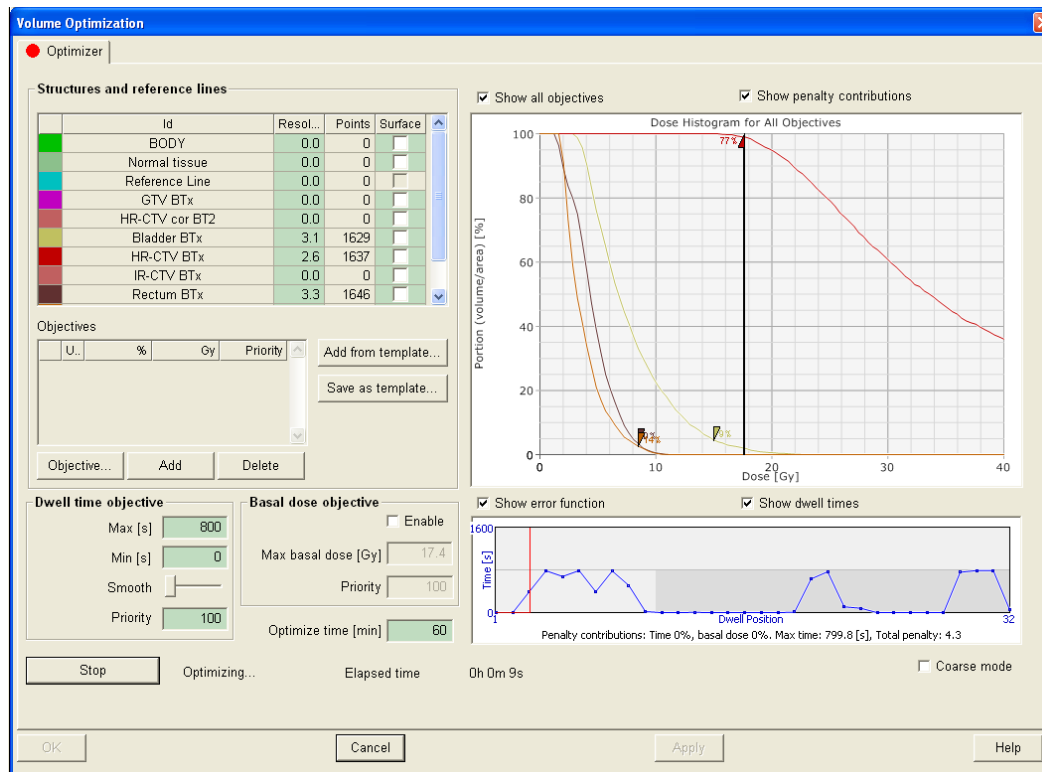 Volume Optimization
Optimizer
Structures and reference lines
Id Resol... Points Surface
BODY 0.0 0
Normal tissue 0.0 0
Reference Line 0.0 0
GTV BTx 0.0 0
HR-CTV cor BT2 0.0 0
Bladder BTx 3.1 1629
HR-CTV BTx 2.6 1637
IR-CTV BTx 0.0 0
Rectum BTx 3.3 1646
Objectives
U.. % Gy Priority
Add from template...
Save as template...
Objective... Add Delete
Dwell time objective
Max [s] 800
Min [s] 0
Smooth
Priority 100
Basal dose objective
Enable
Max basal dose [Gy] 17.4
Priority 100
Optimize time [min] 60
Show all objectives Show penalty contributions
Dose Histogram for All Objectives
Portion (volume/area) [%]
100
80
60
40
20
0
77%
14%
9%
0 10 20 30 40
Dose [Gy]
Show error function Show dwell times
1600
Time [s]
0
1 Dwell Position 32
Penalty contributions: Time 0%, basal dose 0%. Max time: 799.8 [s], Total penalty: 4.3
Stop Optimizing... Elapsed time 0h 0m 9s
Coarse mode
OK Cancel Apply Help